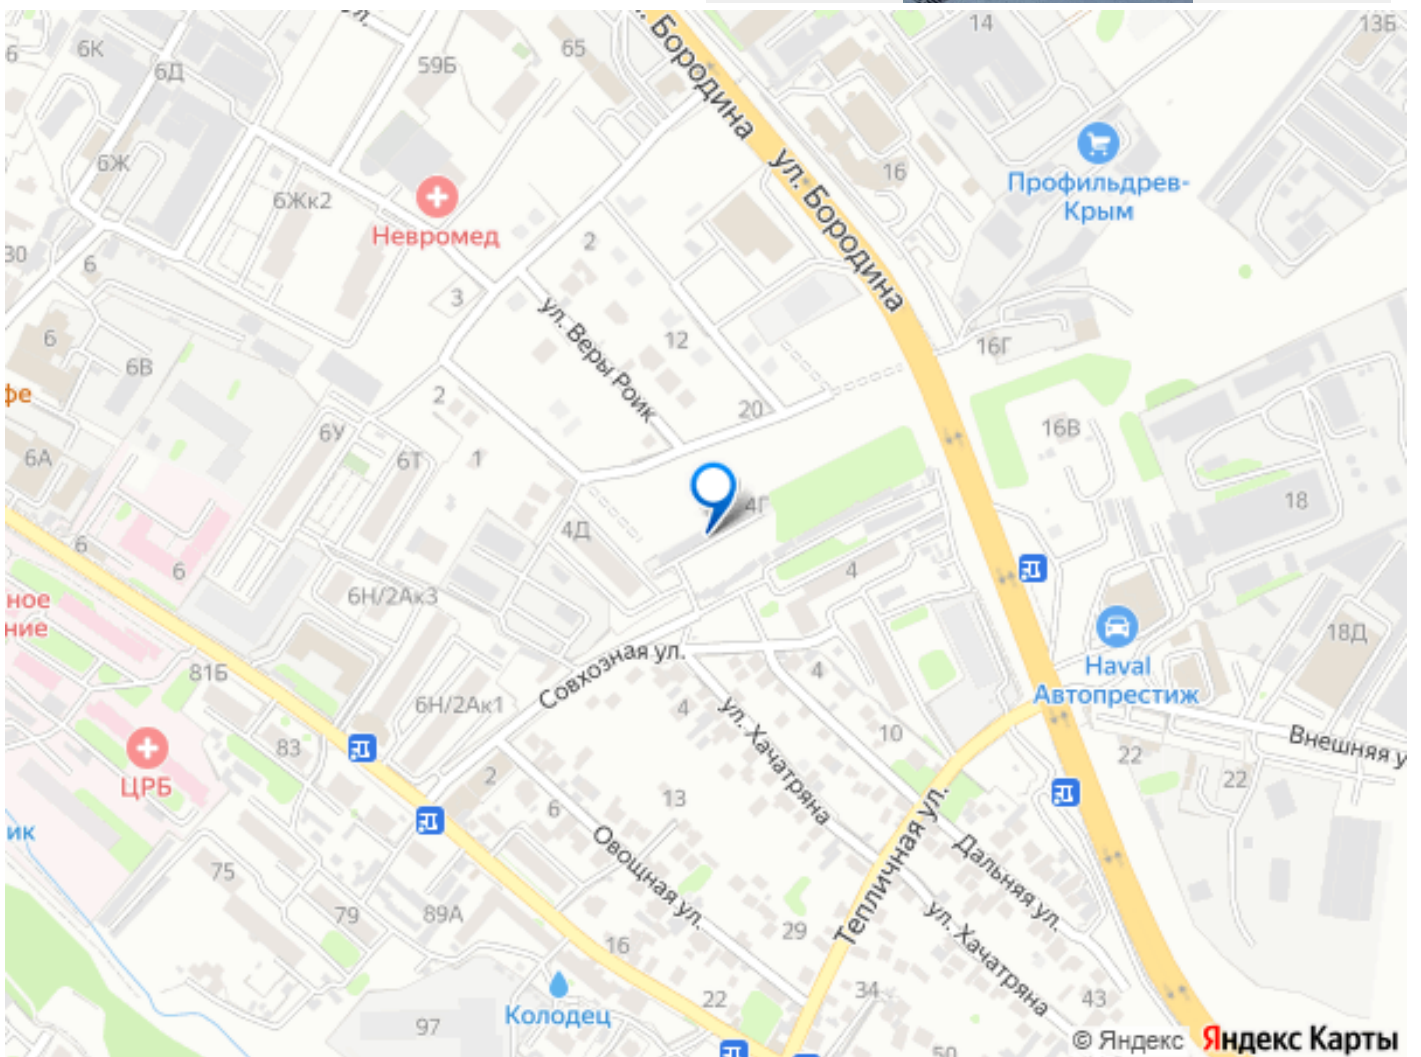 14
13Б
6
6К
6Д
59Б
65
ул. Бородина
ул. Бородина
16
Профильдрев-
Крым
6Ж
6Жк2
Невромед
2
30
6
3
ул. Веры Роик
12
16Г
6
6В
фе
2
20
16В
6У
6А
6Т
1
18
4Г
4Д
6
6
4
6Н/2Ак3
ное
ние
18Д
Haval
Автопрестиж
81Б
Совхозная ул.
4
6Н/2Ак1
4
ул. Хачатряна
10
Внешняя у
83
ЦРБ
22
22
2
6
13
ик
Овощная ул.
Тепличная ул.
Дальняя ул.
75
79
89А
29
ул. Хачатряна
16
34
43
22
Колодец
97
50
© Яндекс Яндекс Карты